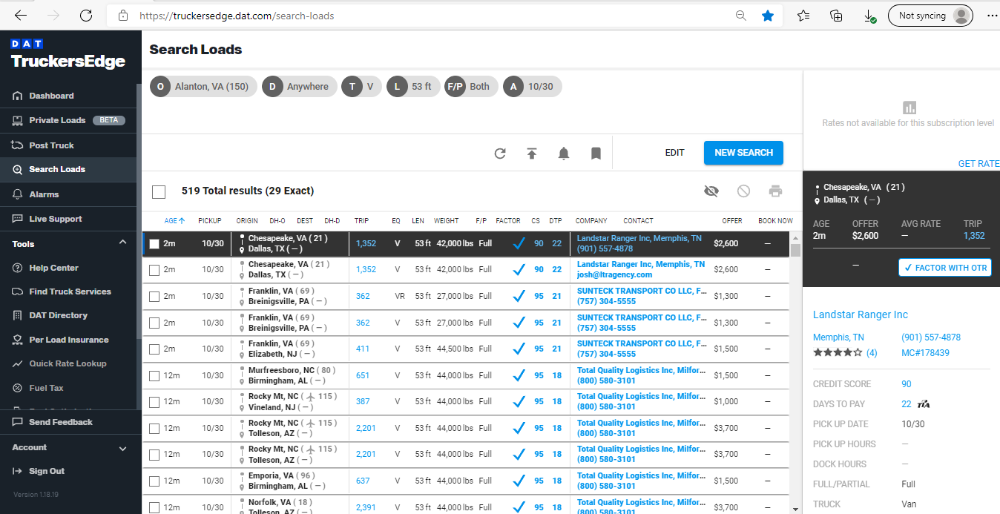 https://truckersedge.dat.com/search-loads
Not syncing
DAT
TruckersEdge
Dashboard
Private Loads BETA
Post Truck
Search Loads
Alarms
Live Support
Tools
Help Center
Find Truck Services
DAT Directory
Per Load Insurance
Quick Rate Lookup
Fuel Tax
Send Feedback
Account
Sign Out
Version 1.18.19
Search Loads
O Alanton, VA (150) D Anywhere T V L 53 ft F/P Both A 10/30
EDIT NEW SEARCH
519 Total results (29 Exact)
AGE PICKUP ORIGIN DH-O DEST DH-D TRIP EQ LEN WEIGHT F/P FACTOR CS DTP COMPANY CONTACT OFFER BOOK NOW
2m 10/30 Chesapeake, VA ( 21 ) 1,352 V 53 ft 42,000 lbs Full 90 22 Landstar Ranger Inc, Memphis, TN $2,600 –
Dallas, TX ( – ) (901) 557-4878
2m 10/30 Chesapeake, VA ( 21 ) 1,352 V 53 ft 42,000 lbs Full 90 22 Landstar Ranger Inc, Memphis, TN $2,600 –
Dallas, TX ( – ) josh@ltragency.com
2m 10/30 Franklin, VA ( 69 ) 362 VR 53 ft 27,000 lbs Full 95 21 SUNTECK TRANSPORT CO LLC, F... $1,300 –
Breinigsville, PA ( – ) (757) 304-5555
2m 10/30 Franklin, VA ( 69 ) 362 V 53 ft 27,000 lbs Full 95 21 SUNTECK TRANSPORT CO LLC, F... $1,300 –
Breinigsville, PA ( – ) (757) 304-5555
2m 10/30 Franklin, VA ( 69 ) 411 V 53 ft 44,500 lbs Full 95 21 SUNTECK TRANSPORT CO LLC, F... $1,500 –
Elizabeth, NJ ( – ) (757) 304-5555
12m 10/30 Murfreesboro, NC ( 80 ) 651 V 53 ft 44,000 lbs Full 95 18 Total Quality Logistics Inc, Milfor... $1,500 –
Birmingham, AL ( – ) (800) 580-3101
12m 10/30 Rocky Mt, NC ( 115 ) 387 V 53 ft 44,000 lbs Full 95 18 Total Quality Logistics Inc, Milfor... $1,000 –
Vineland, NJ ( – ) (800) 580-3101
12m 10/30 Rocky Mt, NC ( 115 ) 2,201 V 53 ft 44,000 lbs Full 95 18 Total Quality Logistics Inc, Milfor... $3,700 –
Tolleson, AZ ( – ) (800) 580-3101
12m 10/30 Rocky Mt, NC ( 115 ) 2,201 V 53 ft 44,000 lbs Full 95 18 Total Quality Logistics Inc, Milfor... $3,700 –
Tolleson, AZ ( – ) (800) 580-3101
12m 10/30 Emporia, VA ( 96 ) 637 V 53 ft 44,000 lbs Full 95 18 Total Quality Logistics Inc, Milfor... $1,500 –
Birmingham, AL ( – ) (800) 580-3101
12m 10/30 Norfolk, VA ( 18 ) 2,391 V 53 ft 44,000 lbs Full 95 18 Total Quality Logistics Inc, Milfor... $3,700 –
Tolleson, AZ ( – ) (800) 580-3101
Rates not available for this subscription level
GET RATE
Chesapeake, VA ( 21 )
Dallas, TX ( – )
AGE OFFER AVG RATE TRIP
2m $2,600 – 1,352
– FACTOR WITH OTR
Landstar Ranger Inc
Memphis, TN (901) 557-4878
(4) MC#178439
CREDIT SCORE 90
DAYS TO PAY 22 TIA
PICK UP DATE 10/30
PICK UP HOURS –
DOCK HOURS –
FULL/PARTIAL Full
TRUCK Van